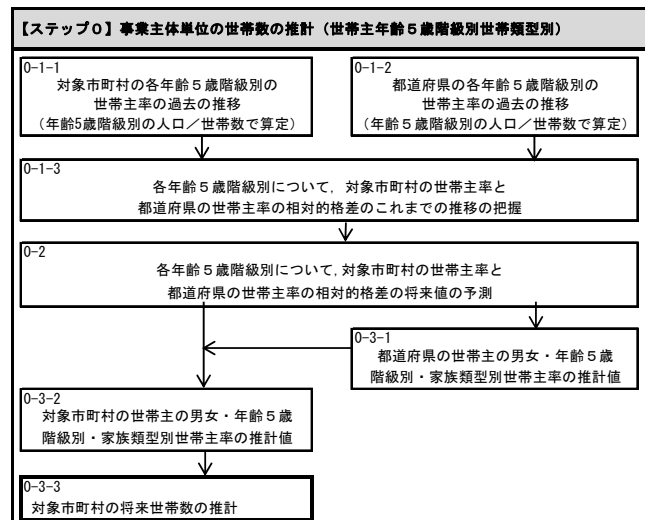 【ステップ０】事業主体単位の世帯数の推計（世帯主年齢５歳階級別世帯類型別）
0-1-1
対象市町村の各年齢５歳階級別の
世帯主率の過去の推移
（年齢5歳階級別の人口／世帯数で算定）
0-1-2
都道府県の各年齢５歳階級別の
世帯主率の過去の推移
（年齢５歳階級別の人口／世帯数で算定）
0-1-3
各年齢５歳階級別について，対象市町村の世帯主率と
都道府県の世帯主率の相対的格差のこれまでの推移の把握
0-2
各年齢５歳階級別について，対象市町村の世帯主率と
都道府県の世帯主率の相対的格差の将来値の予測
0-3-1
都道府県の世帯主の男女・年齢５歳
階級別・家族類型別世帯主率の推計値
0-3-2
対象市町村の世帯主の男女・年齢５歳
階級別・家族類型別世帯主率の推計値
0-3-3
対象市町村の将来世帯数の推計